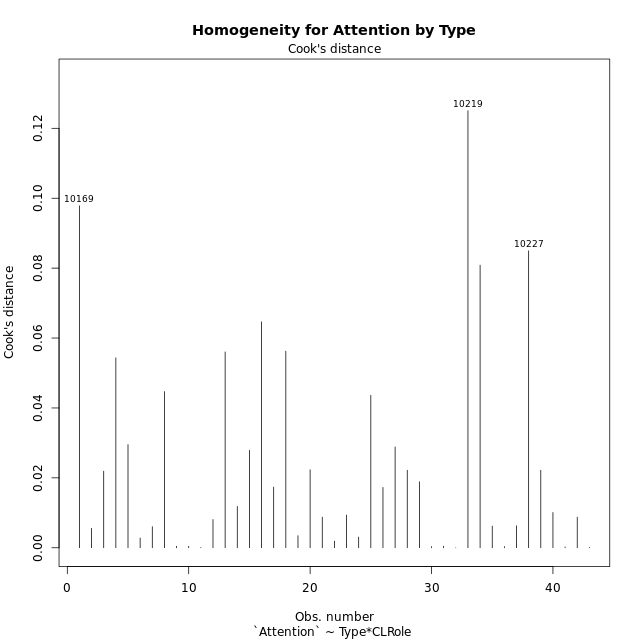 Homogeneity for Attention by Type
Cook's distance
10219
10169
10227
Cook's distance
0.12
0.10
0.08
0.06
0.04
0.02
0.00
0 10 20 30 40
Obs. number
`Attention` ~ Type*CLRole